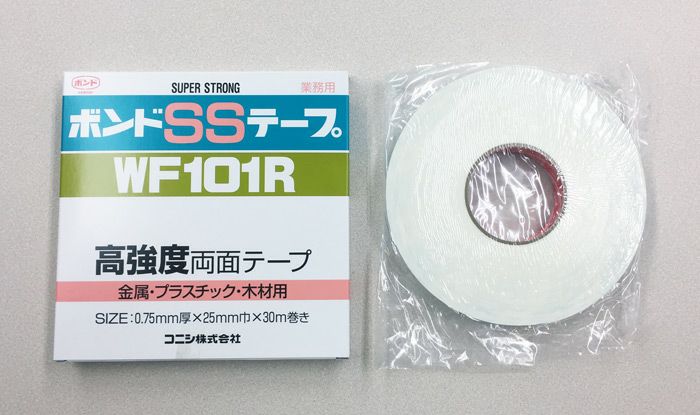 ボンド
SUPER STRONG
業務用
ボンドSSテープ®
WF101R
高強度両面テープ
金属・プラスチック・木材用
SIZE:0.75mm厚×25mm巾×30m巻き
コニシ株式会社